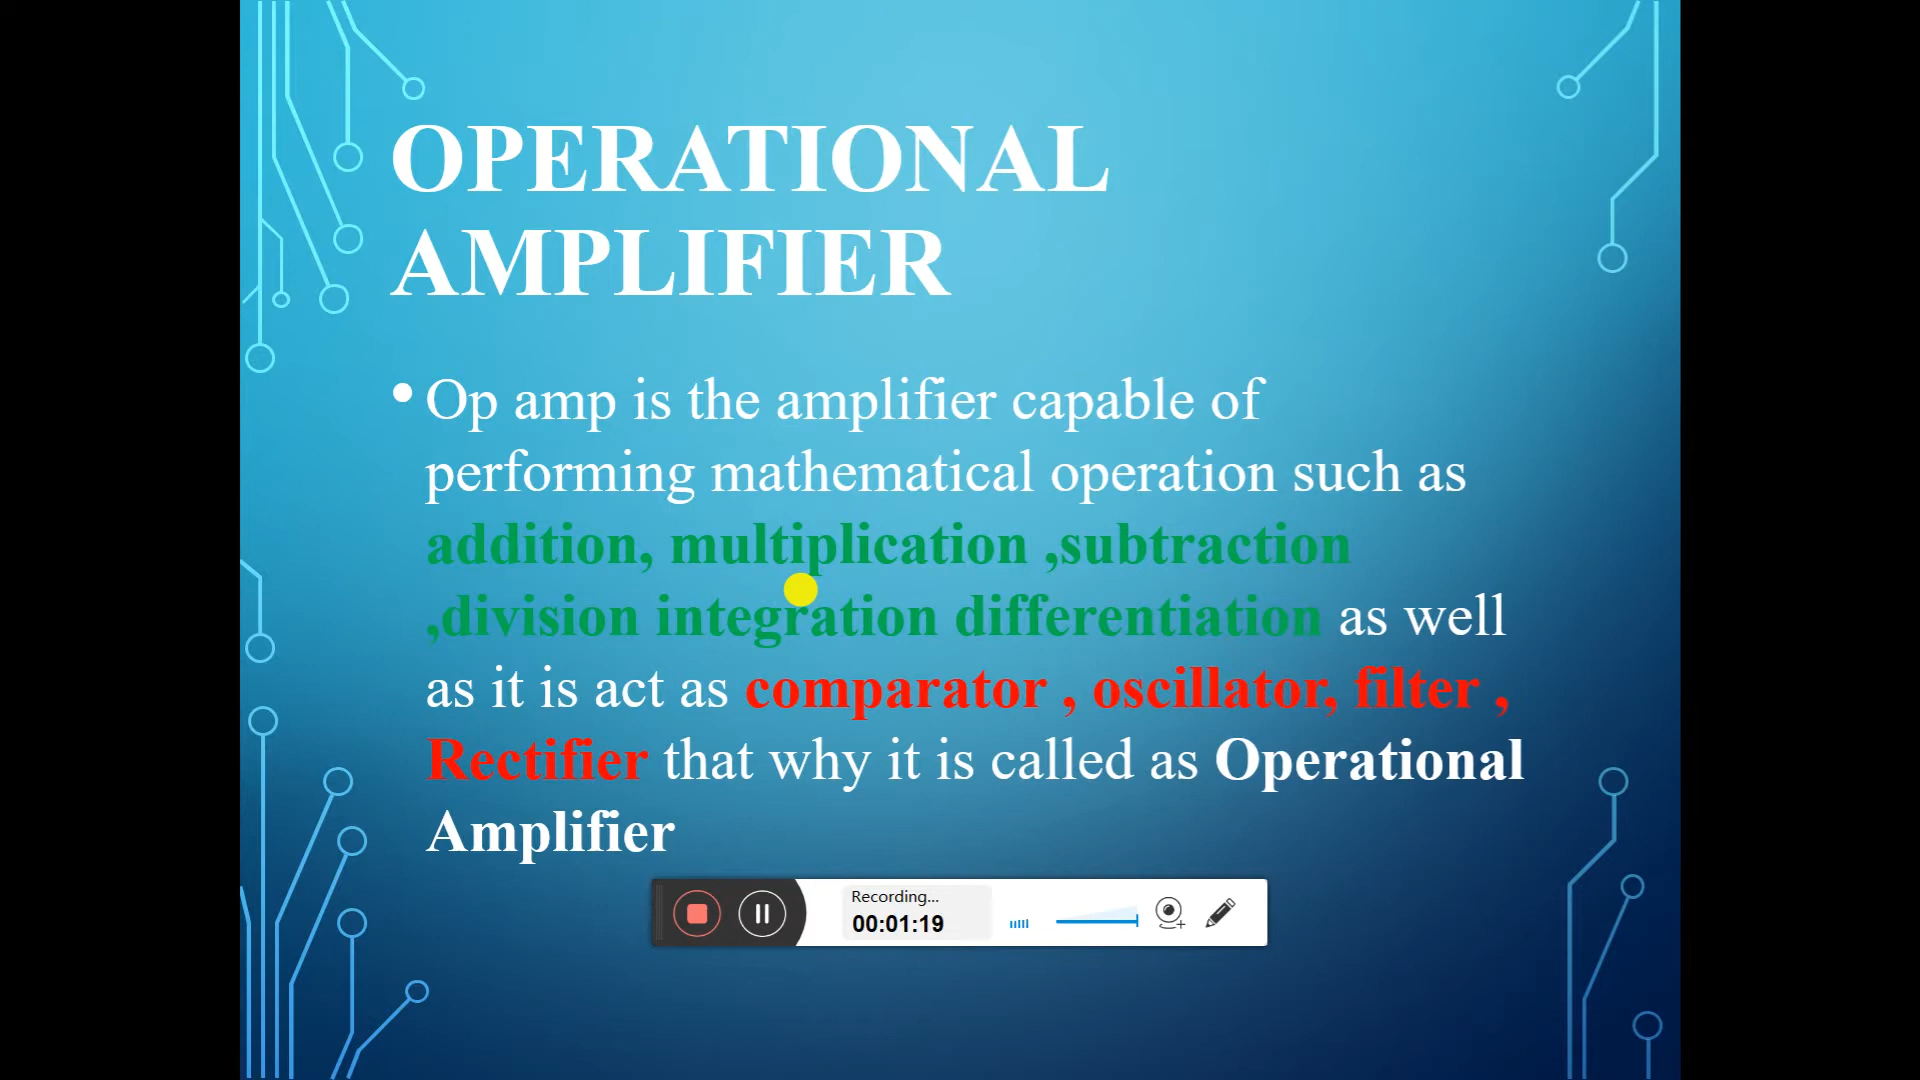 OPERATIONAL
AMPLIFIER
• Op amp is the amplifier capable of
performing mathematical operation such as
addition, multiplication ,subtraction
,division integration differentiation as well
as it is act as comparator , oscillator, filter ,
Rectifier that why it is called as Operational
Amplifier
Recording...
00:01:19